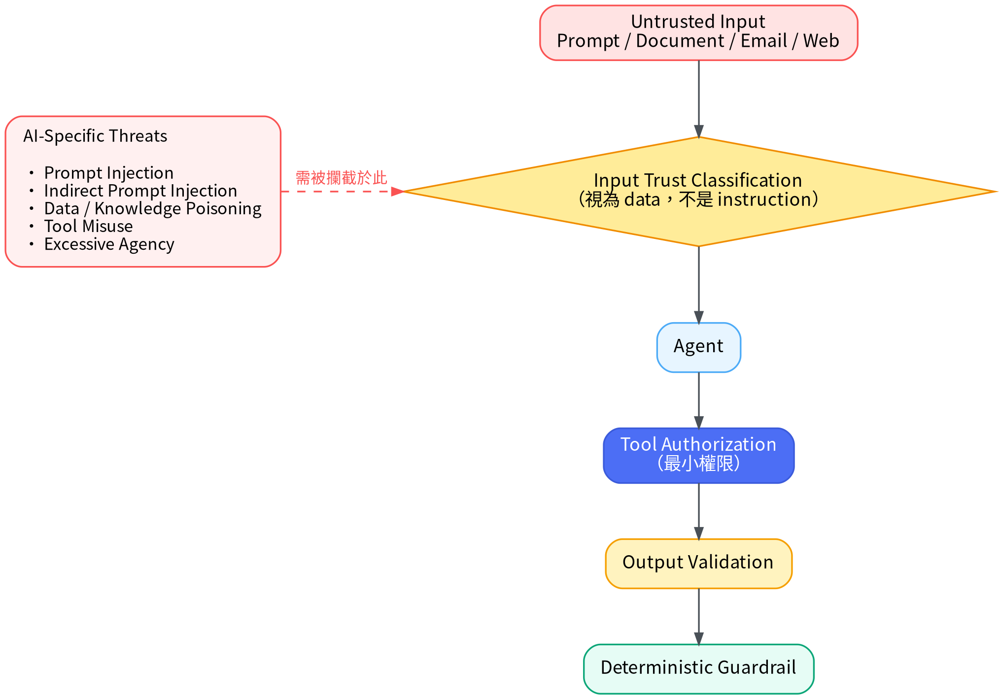 Untrusted Input
Prompt / Document / Email / Web
AI-Specific Threats
• Prompt Injection
• Indirect Prompt Injection
• Data / Knowledge Poisoning
• Tool Misuse
• Excessive Agency
需被攔截於此
Input Trust Classification
（視為 data，不是 instruction）
Agent
Tool Authorization
（最小權限）
Output Validation
Deterministic Guardrail